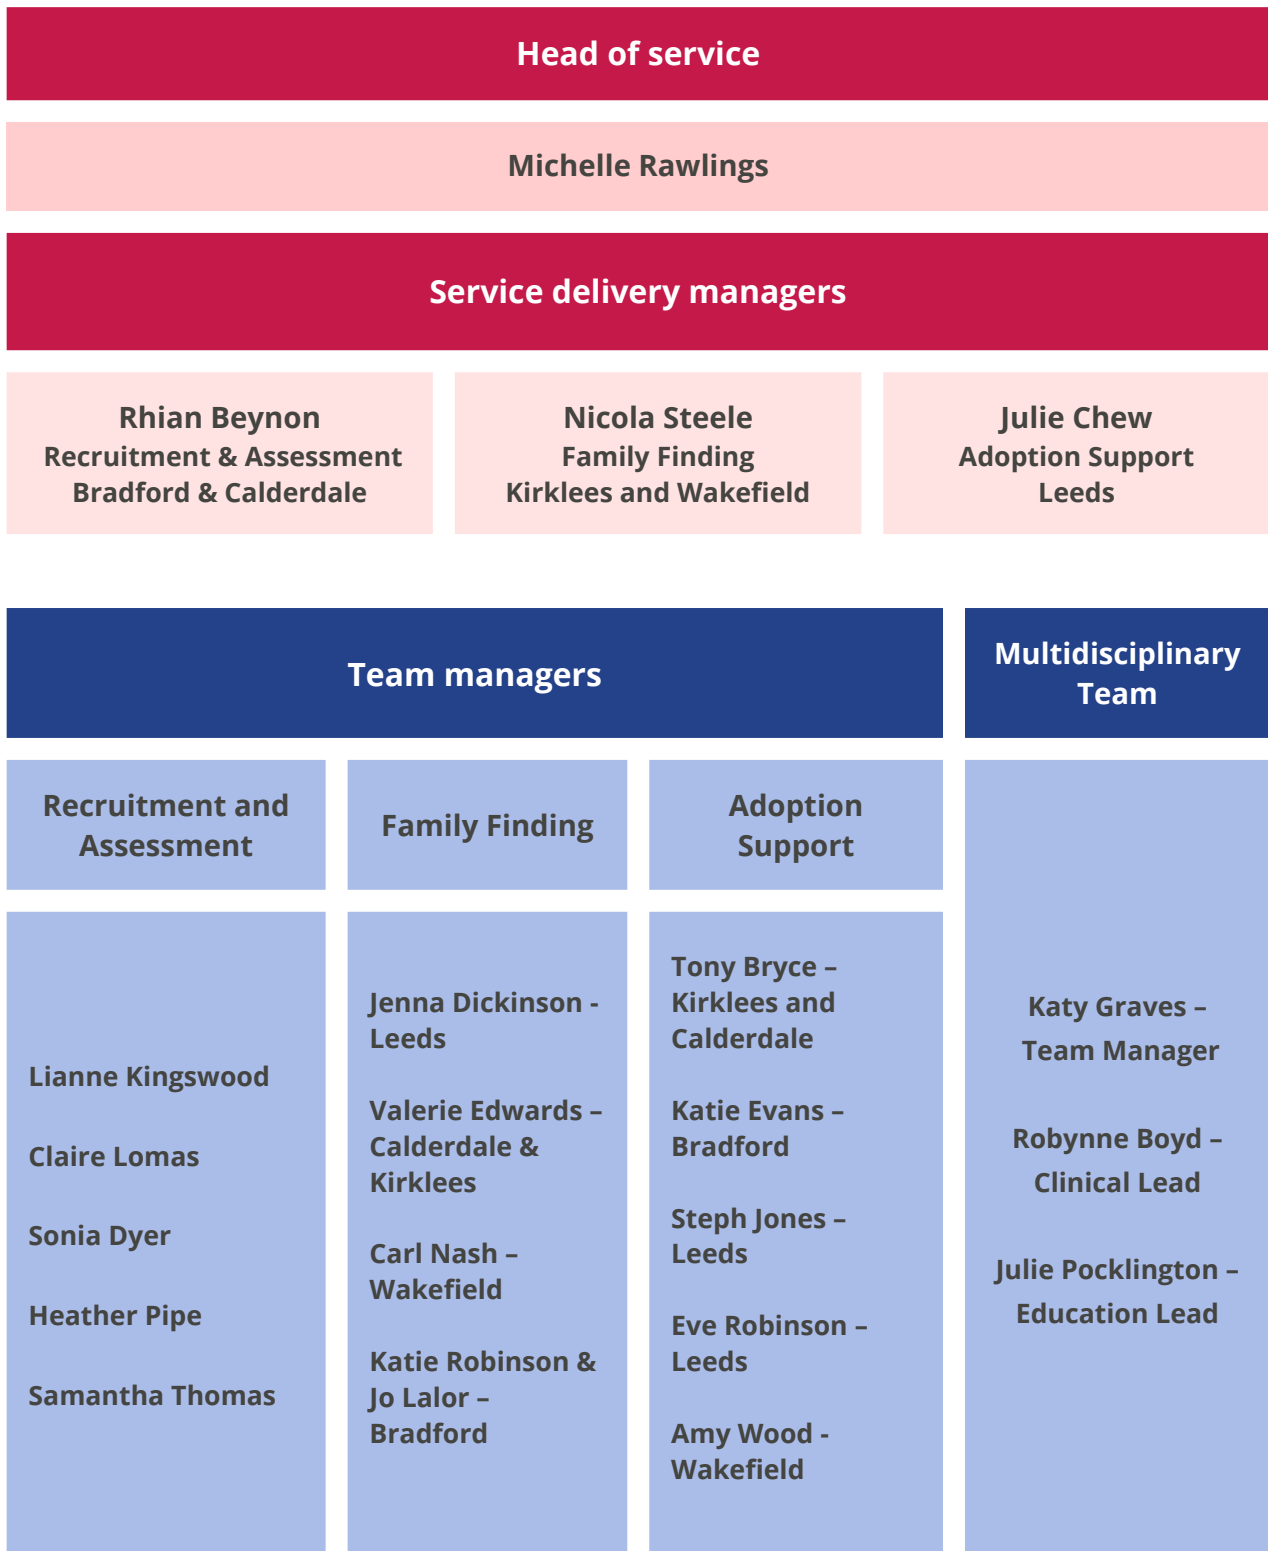 Head of service
Michelle Rawlings
Service delivery managers
Rhian Beynon
Recruitment & Assessment
Bradford & Calderdale
Nicola Steele
Family Finding
Kirklees and Wakefield
Julie Chew
Adoption Support
Leeds
Team managers
Recruitment and
Assessment
Lianne Kingswood
Claire Lomas
Sonia Dyer
Heather Pipe
Samantha Thomas
Family Finding
Jenna Dickinson -
Leeds
Valerie Edwards –
Calderdale &
Kirklees
Carl Nash –
Wakefield
Katie Robinson &
Jo Lalor –
Bradford
Adoption
Support
Tony Bryce –
Kirklees and
Calderdale
Katie Evans –
Bradford
Steph Jones –
Leeds
Eve Robinson –
Leeds
Amy Wood -
Wakefield
Multidisciplinary
Team
Katy Graves –
Team Manager
Robynne Boyd –
Clinical Lead
Julie Pocklington –
Education Lead